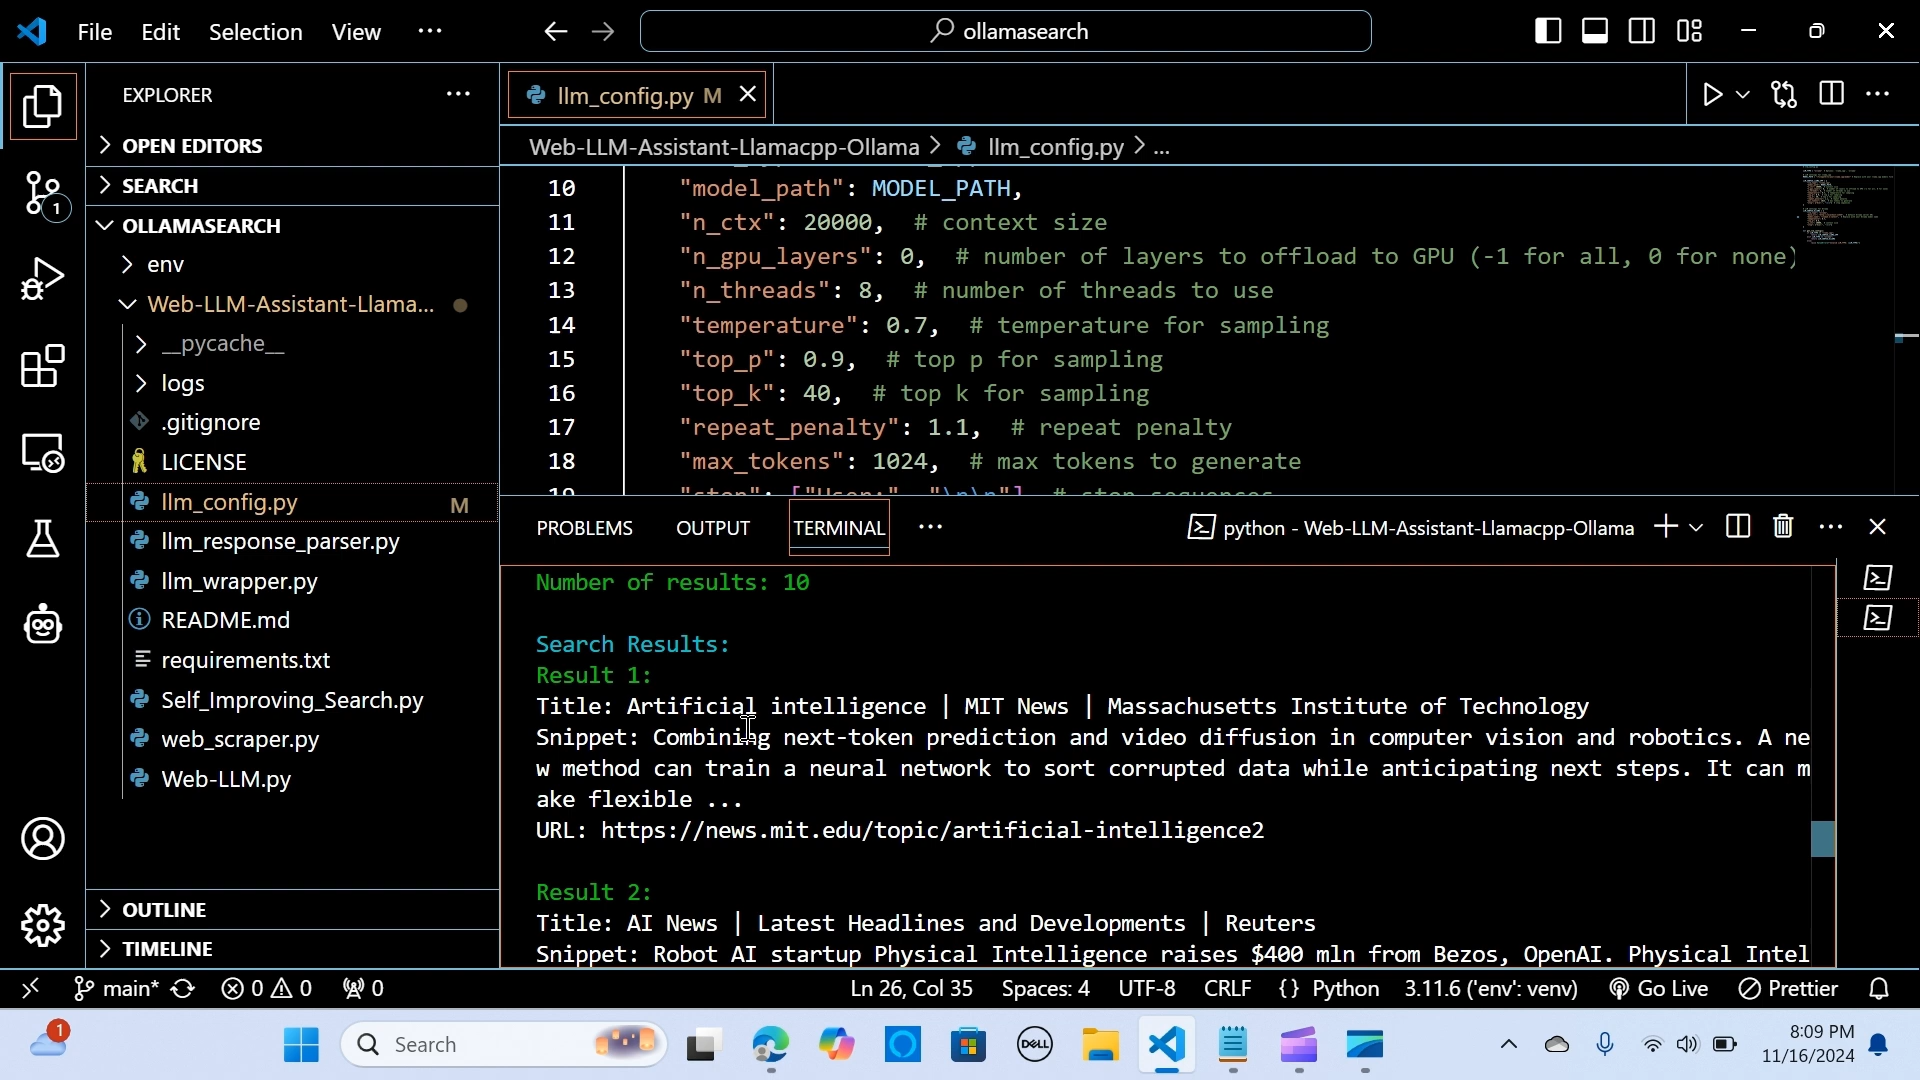 File Edit Selection View ···
ollamasearch
EXPLORER
OPEN EDITORS
SEARCH
OLLAMASEARCH
env
Web-LLM-Assistant-Llama...
__pycache__
logs
.gitignore
LICENSE
llm_config.py M
llm_response_parser.py
llm_wrapper.py
README.md
requirements.txt
Self_Improving_Search.py
web_scraper.py
Web-LLM.py
OUTLINE
TIMELINE
1
llm_config.py M
Web-LLM-Assistant-Llamacpp-Ollama > llm_config.py > ...
10 "model_path": MODEL_PATH,
11 "n_ctx": 20000, # context size
12 "n_gpu_layers": 0, # number of layers to offload to GPU (-1 for all, 0 for none)
13 "n_threads": 8, # number of threads to use
14 "temperature": 0.7, # temperature for sampling
15 "top_p": 0.9, # top p for sampling
16 "top_k": 40, # top k for sampling
17 "repeat_penalty": 1.1, # repeat penalty
18 "max_tokens": 1024, # max tokens to generate
19 "stop": ["User:", "\n\n"], # stop sequences
PROBLEMS OUTPUT TERMINAL ···
python - Web-LLM-Assistant-Llamacpp-Ollama
Number of results: 10
Search Results:
Result 1:
Title: Artificial intelligence | MIT News | Massachusetts Institute of Technology
Snippet: Combining next-token prediction and video diffusion in computer vision and robotics. A ne
w method can train a neural network to sort corrupted data while anticipating next steps. It can m
ake flexible ...
URL: https://news.mit.edu/topic/artificial-intelligence2
Result 2:
Title: AI News | Latest Headlines and Developments | Reuters
Snippet: Robot AI startup Physical Intelligence raises $400 mln from Bezos, OpenAI. Physical Intel
main* 0 0 0
Ln 26, Col 35 Spaces: 4 UTF-8 CRLF {} Python 3.11.6 ('env': venv) Go Live Prettier
1
Search
DELL
8:09 PM
11/16/2024